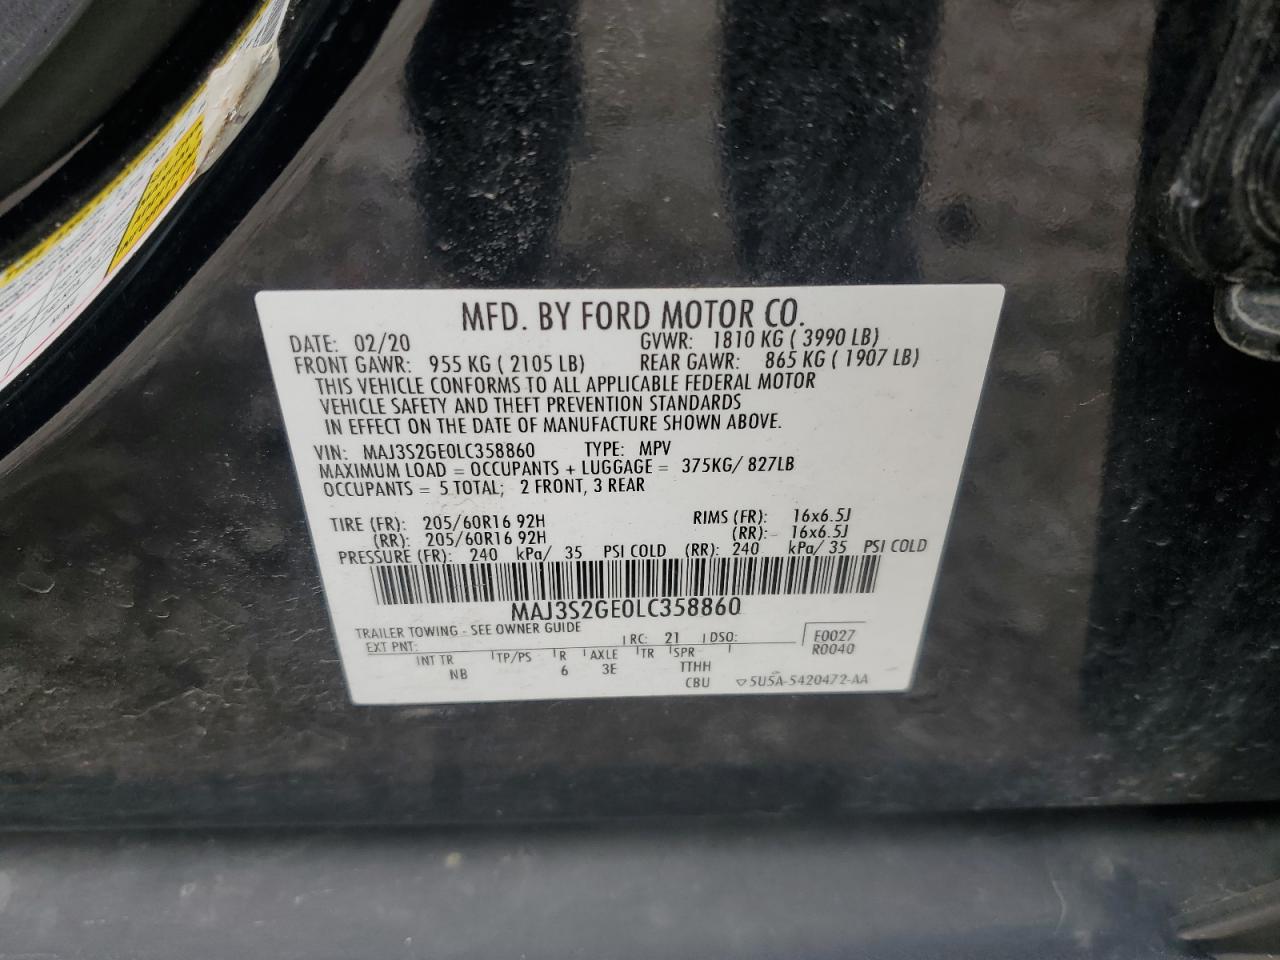 MFD. BY FORD MOTOR CO.
DATE: 02/20 GVWR: 1810 KG ( 3990 LB)
FRONT GAWR: 955 KG ( 2105 LB) REAR GAWR: 865 KG ( 1907 LB)
THIS VEHICLE CONFORMS TO ALL APPLICABLE FEDERAL MOTOR
VEHICLE SAFETY AND THEFT PREVENTION STANDARDS
IN EFFECT ON THE DATE OF MANUFACTURE SHOWN ABOVE.
VIN: MAJ3S2GE0LC358860 TYPE: MPV
MAXIMUM LOAD = OCCUPANTS + LUGGAGE = 375KG/ 827LB
OCCUPANTS = 5 TOTAL; 2 FRONT, 3 REAR
TIRE (FR): 205/60R16 92H RIMS (FR): 16x6.5J
(RR): 205/60R16 92H (RR): 16x6.5J
PRESSURE (FR): 240 kPa/ 35 PSI COLD (RR): 240 kPa/ 35 PSI COLD
MAJ3S2GE0LC358860
TRAILER TOWING - SEE OWNER GUIDE
EXT PNT: RC: 21 DSO: F0027
R0040
INT TR TP/PS R AXLE TR SPR
NB 6 3E TTHH
CBU ▽5U5A-5420472-AA